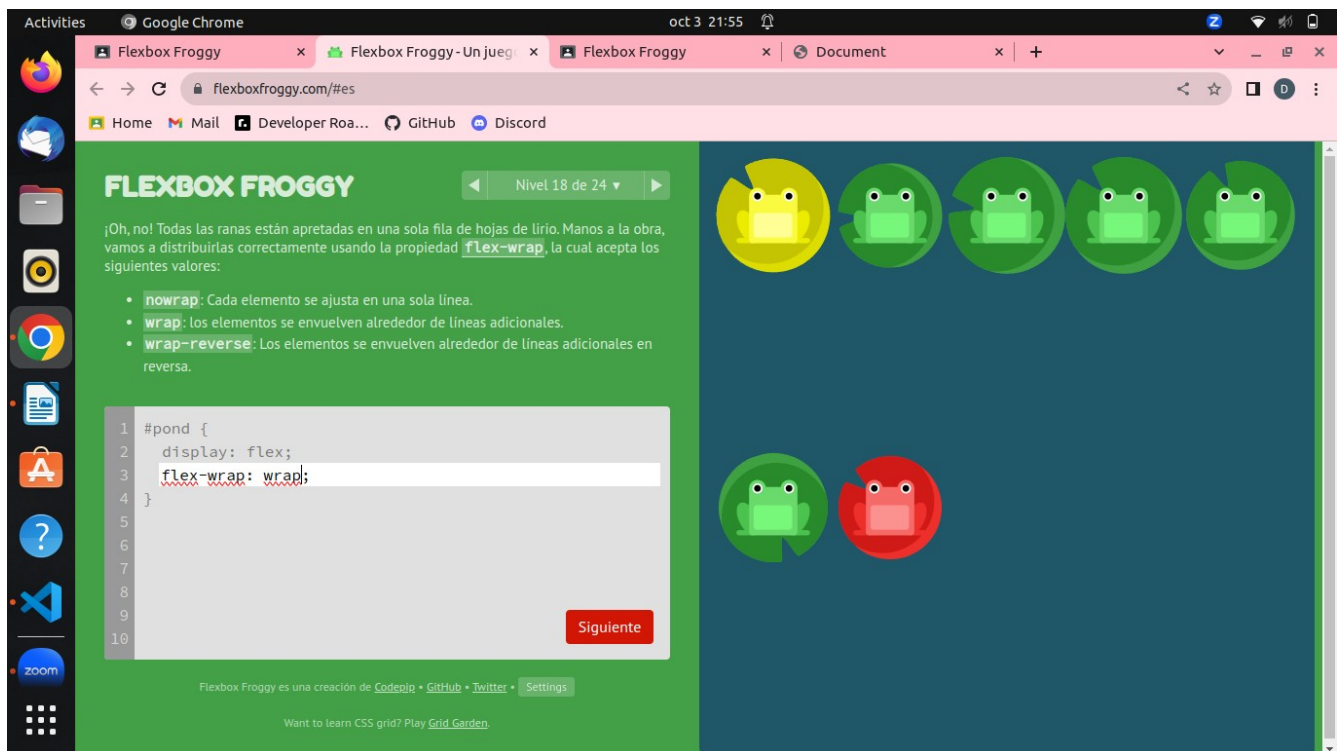 Activities Google Chrome oct 3 21:55
Flexbox Froggy Flexbox Froggy - Un jueg Flexbox Froggy Document
flexboxfroggy.com/#es D
Home Mail Developer Roa... GitHub Discord
FLEXBOX FROGGY Nivel 18 de 24
¡Oh, no! Todas las ranas están apretadas en una sola fila de hojas de lirio. Manos a la obra,
vamos a distribuirlas correctamente usando la propiedad flex-wrap, la cual acepta los
siguientes valores:
• nowrap: Cada elemento se ajusta en una sola línea.
• wrap: los elementos se envuelven alrededor de líneas adicionales.
• wrap-reverse: Los elementos se envuelven alrededor de líneas adicionales en
reversa.
1 #pond {
2 display: flex;
3 flex-wrap: wrap;
4 }
5
6
7
8
9
10
Siguiente
zoom
Flexbox Froggy es una creación de Codepip • GitHub • Twitter • Settings
Want to learn CSS grid? Play Grid Garden.